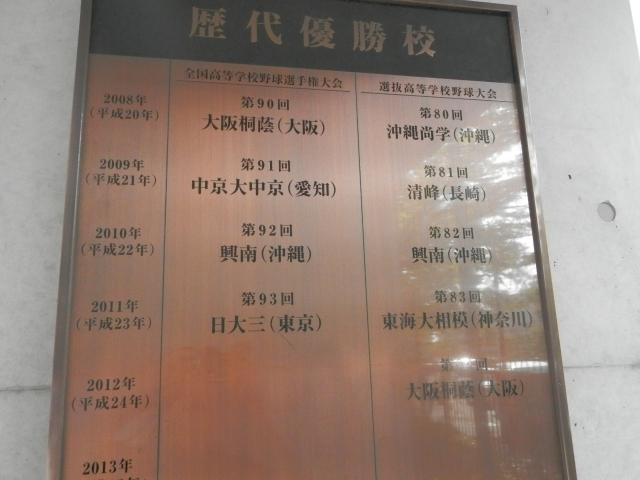 歴代優勝校
全国高等学校野球選手権大会
選抜高等学校野球大会
2008年
(平成20年)
第90回
大阪桐蔭(大阪)
第80回
沖縄尚学(沖縄)
2009年
(平成21年)
第91回
中京大中京(愛知)
第81回
清峰(長崎)
2010年
(平成22年)
第92回
興南(沖縄)
第82回
興南(沖縄)
2011年
(平成23年)
第93回
日大三(東京)
第83回
東海大相模(神奈川)
2012年
(平成24年)
第 回
大阪桐蔭(大阪)
2013年